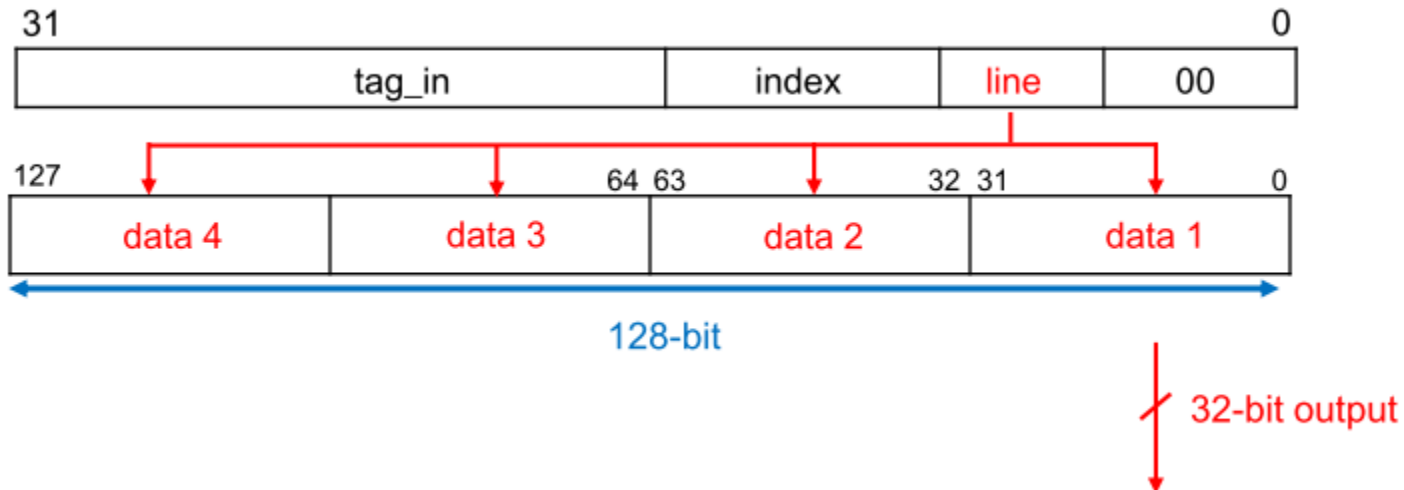 31 0
tag_in index line 00
127 64 63 32 31 0
data 4 data 3 data 2 data 1
128-bit
32-bit output